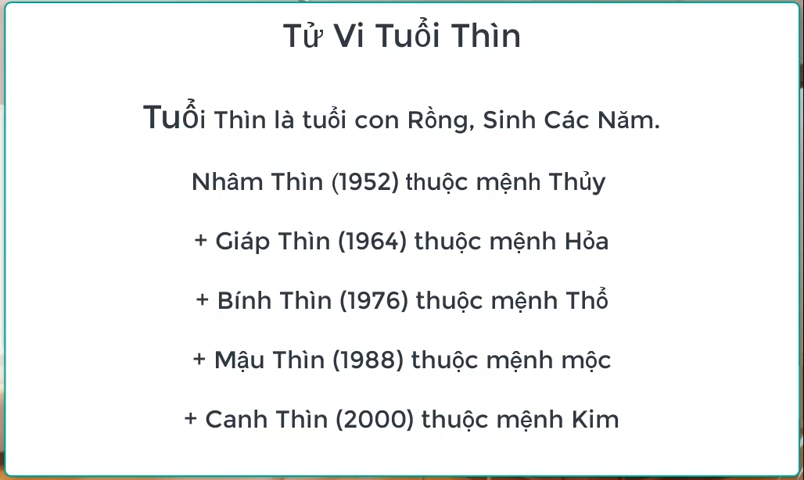 Tử Vi Tuổi Thìn
Tuổi Thìn là tuổi con Rồng, Sinh Các Năm.
Nhâm Thìn (1952) thuộc mệnh Thủy
+ Giáp Thìn (1964) thuộc mệnh Hỏa
+ Bính Thìn (1976) thuộc mệnh Thổ
+ Mậu Thìn (1988) thuộc mệnh mộc
+ Canh Thìn (2000) thuộc mệnh Kim